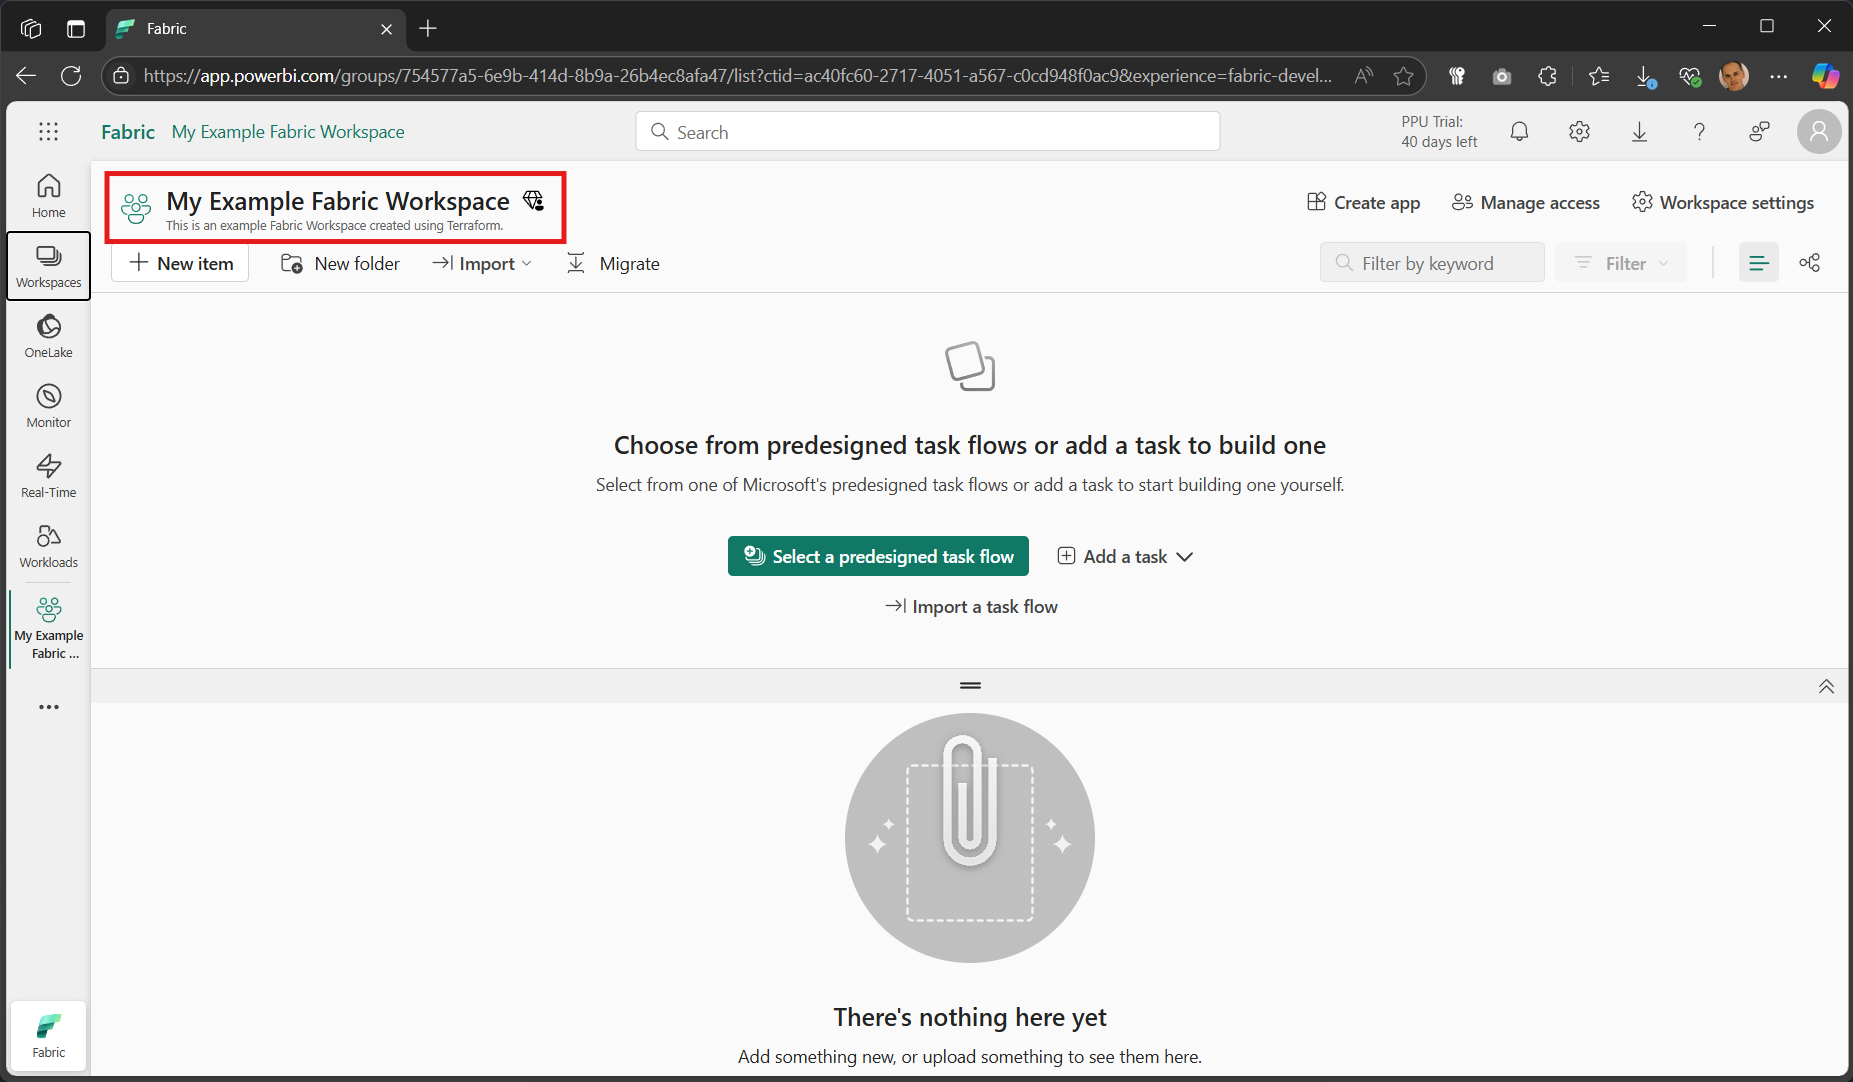 Fabric
https://app.powerbi.com/groups/754577a5-6e9b-414d-8b9a-26b4ec8afa47/list?ctid=ac40fc60-2717-4051-a567-c0cd948f0ac9&experience=fabric-devel...
Fabric My Example Fabric Workspace
Search
PPU Trial:
40 days left
My Example Fabric Workspace
This is an example Fabric Workspace created using Terraform.
Create app
Manage access
Workspace settings
New item
New folder
Import
Migrate
Filter by keyword
Filter
Home
Workspaces
OneLake
Monitor
Real-Time
Workloads
My Example
Fabric ...
Fabric
Choose from predesigned task flows or add a task to build one
Select from one of Microsoft's predesigned task flows or add a task to start building one yourself.
Select a predesigned task flow
Add a task
Import a task flow
There's nothing here yet
Add something new, or upload something to see them here.